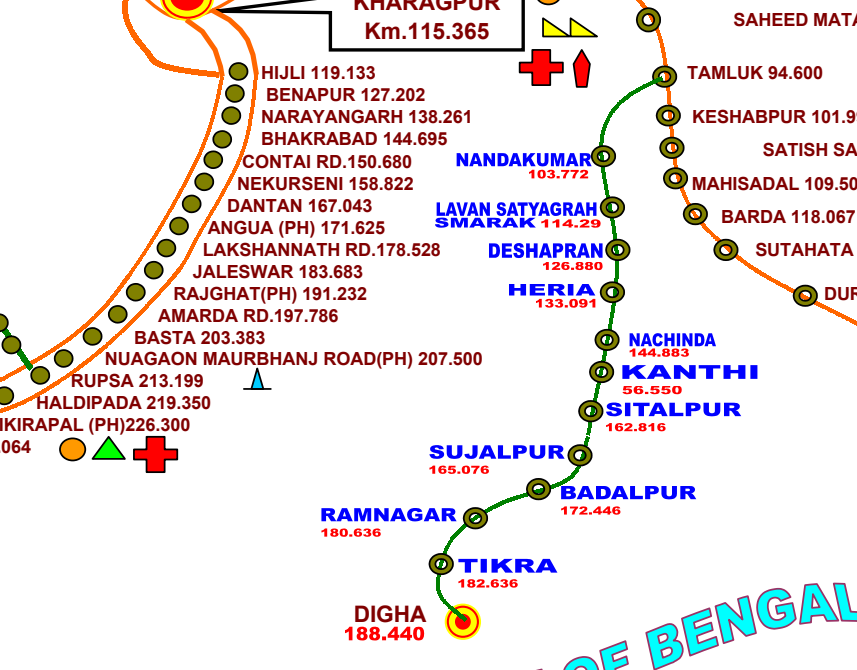 KHARAGPUR
Km.115.365
HIJLI 119.133
BENAPUR 127.202
NARAYANGARH 138.261
BHAKRABAD 144.695
CONTAI RD.150.680
NEKURSENI 158.822
DANTAN 167.043
ANGUA (PH) 171.625
LAKSHANNATH RD.178.528
JALESWAR 183.683
RAJGHAT(PH) 191.232
AMARDA RD.197.786
BASTA 203.383
NUAGAON MAURBHANJ ROAD(PH) 207.500
RUPSA 213.199
HALDIPADA 219.350
IKIRAPAL (PH)226.300
.064
SAHEED MATA
TAMLUK 94.600
KESHABPUR 101.9
SATISH SA
MAHISADAL 109.50
BARDA 118.067
SUTAHATA
DUR
NANDAKUMAR
103.772
LAVAN SATYAGRAH
SMARAK 114.29
DESHAPRAN
126.880
HERIA
133.091
NACHINDA
144.883
KANTHI
56.550
SITALPUR
162.816
SUJALPUR
165.076
BADALPUR
172.446
RAMNAGAR
180.636
TIKRA
182.636
DIGHA
188.440
OF BENGAL